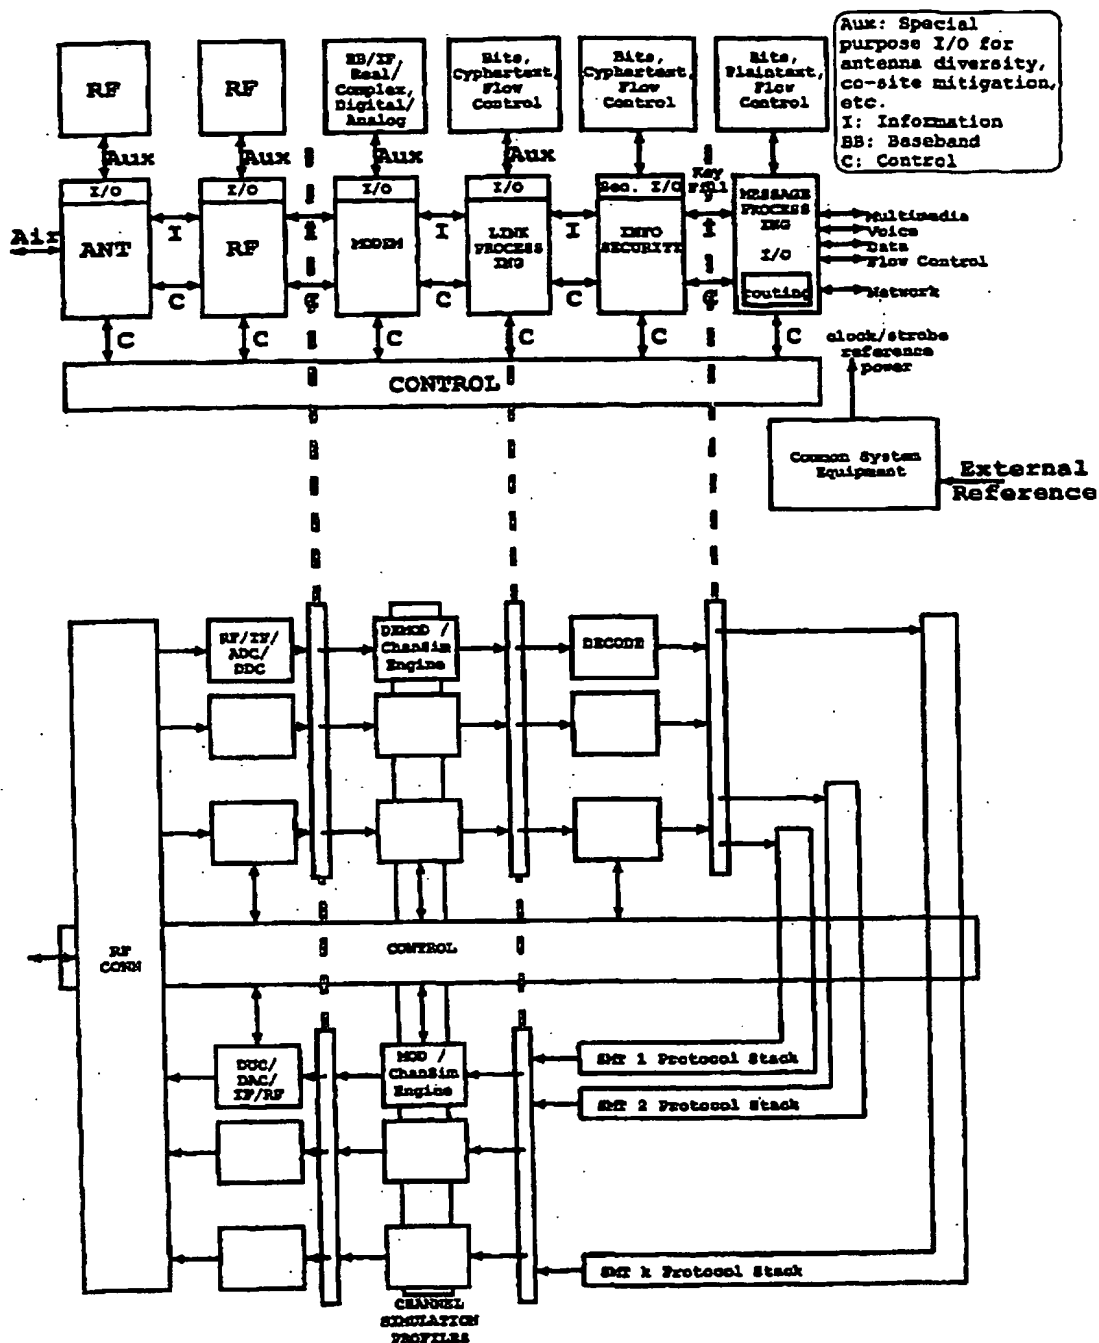 RF
RF
BB/IF,
Real/
Complex,
Digital/
Analog
Bits,
Cyphertext,
Flow
Control
Bits,
Cyphertext,
Flow
Control
Bits,
Plaintext,
Flow
Control
Aux: Special
purpose I/O for
antenna diversity,
co-site mitigation,
etc.
I: Information
BB: Baseband
C: Control
Aux
Aux
Aux
Aux
Key
Fill
I/O
I/O
I/O
I/O
Sec. I/O
Air
ANT
I
C
RF
I
C
MODEM
I
C
LINK
PROCESS
ING
I
C
INFO
SECURITY
I
C
MESSAGE
PROCESS
ING
I/O
routing
Multimedia
Voice
Data
Flow Control
Network
C
C
C
C
C
C
CONTROL
clock/strobe
reference
power
Common System
Equipment
External
Reference
RF/IF/
ADC/
DDC
DEMOD /
ChanSim
Engine
DECODE
RF
CONN
CONTROL
DUC/
DAC/
IF/RF
MOD /
ChanSim
Engine
SMT 1 Protocol Stack
SMT 2 Protocol Stack
SMT k Protocol Stack
CHANNEL
SIMULATION
PROFILES